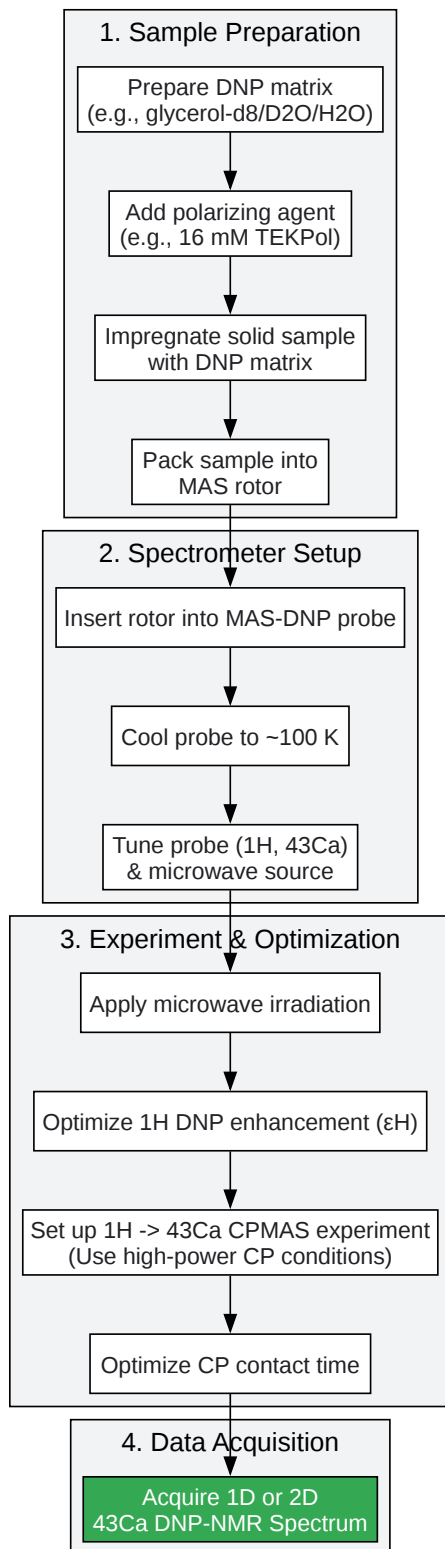 1. Sample Preparation
Prepare DNP matrix
(e.g., glycerol-d8/D2O/H2O)
Add polarizing agent
(e.g., 16 mM TEKPol)
Impregnate solid sample
with DNP matrix
Pack sample into
MAS rotor
2. Spectrometer Setup
Insert rotor into MAS-DNP probe
Cool probe to ~100 K
Tune probe (1H, 43Ca)
& microwave source
3. Experiment & Optimization
Apply microwave irradiation
Optimize 1H DNP enhancement (εH)
Set up 1H -> 43Ca CPMAS experiment
(Use high-power CP conditions)
Optimize CP contact time
4. Data Acquisition
Acquire 1D or 2D
43Ca DNP-NMR Spectrum